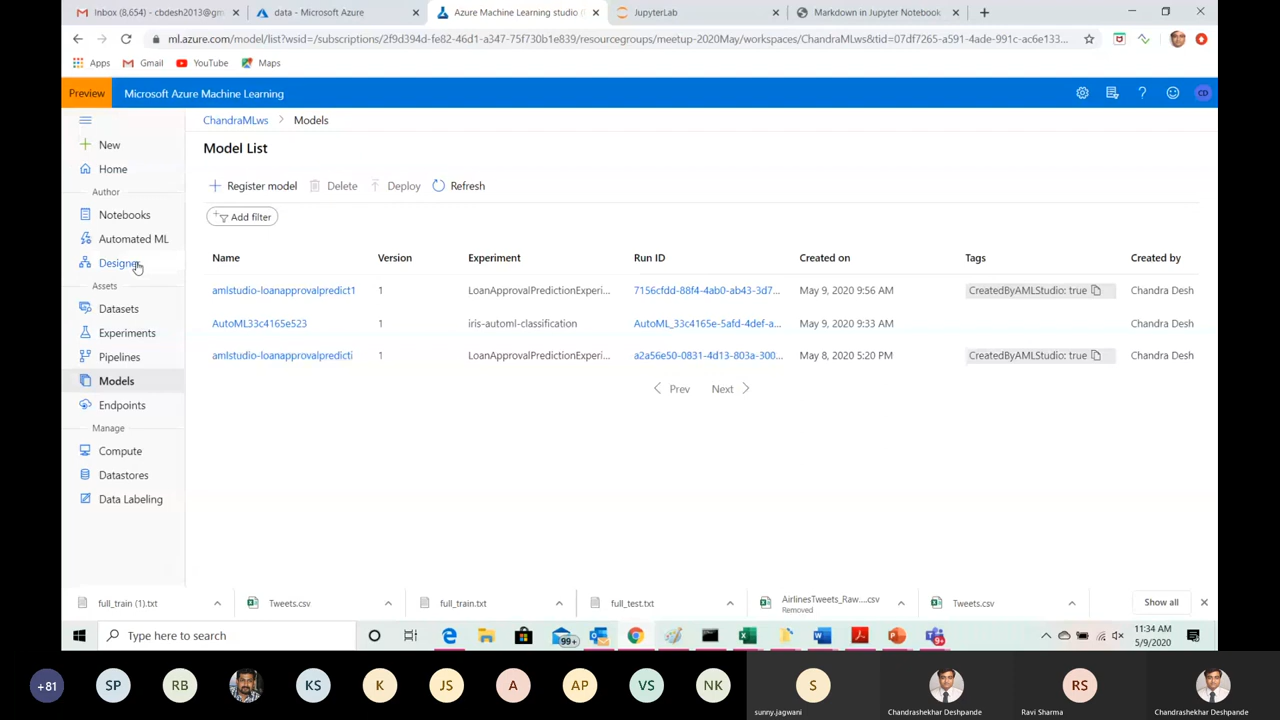 Inbox (8,654) - cbdesh2013@gm
data - Microsoft Azure
Azure Machine Learning studio (
JupyterLab
Markdown in Jupyter Notebook
ml.azure.com/model/list?wsid=/subscriptions/2f9d394d-fe82-46d1-a347-75f730b1e839/resourcegroups/meetup-2020May/workspaces/ChandraMLws&tid=07df7265-a591-4ade-991c-ac6e133...
Apps
Gmail
YouTube
Maps
Preview
Microsoft Azure Machine Learning
CD
New
Home
Author
Notebooks
Automated ML
Designer
Assets
Datasets
Experiments
Pipelines
Models
Endpoints
Manage
Compute
Datastores
Data Labeling
ChandraMLws > Models
Model List
Register model
Delete
Deploy
Refresh
Add filter
Name Version Experiment Run ID Created on Tags Created by
amlstudio-loanapprovalpredict1 1 LoanApprovalPredictionExperi... 7156cfdd-88f4-4ab0-ab43-3d7... May 9, 2020 9:56 AM CreatedByAMLStudio: true Chandra Desh
AutoML33c4165e523 1 iris-automl-classification AutoML_33c4165e-5afd-4def-a... May 9, 2020 9:33 AM Chandra Desh
amlstudio-loanapprovalpredicti 1 LoanApprovalPredictionExperi... a2a56e50-0831-4d13-803a-300... May 8, 2020 5:20 PM CreatedByAMLStudio: true Chandra Desh
Prev Next
full_train (1).txt
Tweets.csv
full_train.txt
full_test.txt
AirlinesTweets_Raw....csv
Removed
Tweets.csv
Show all
Type here to search
99+
9+
11:34 AM
5/9/2020
+81
SP
RB
KS
K
JS
A
AP
VS
NK
S
RS
sunny.jagwani
Chandrashekhar Deshpande
Ravi Sharma
Chandrashekhar Deshpande